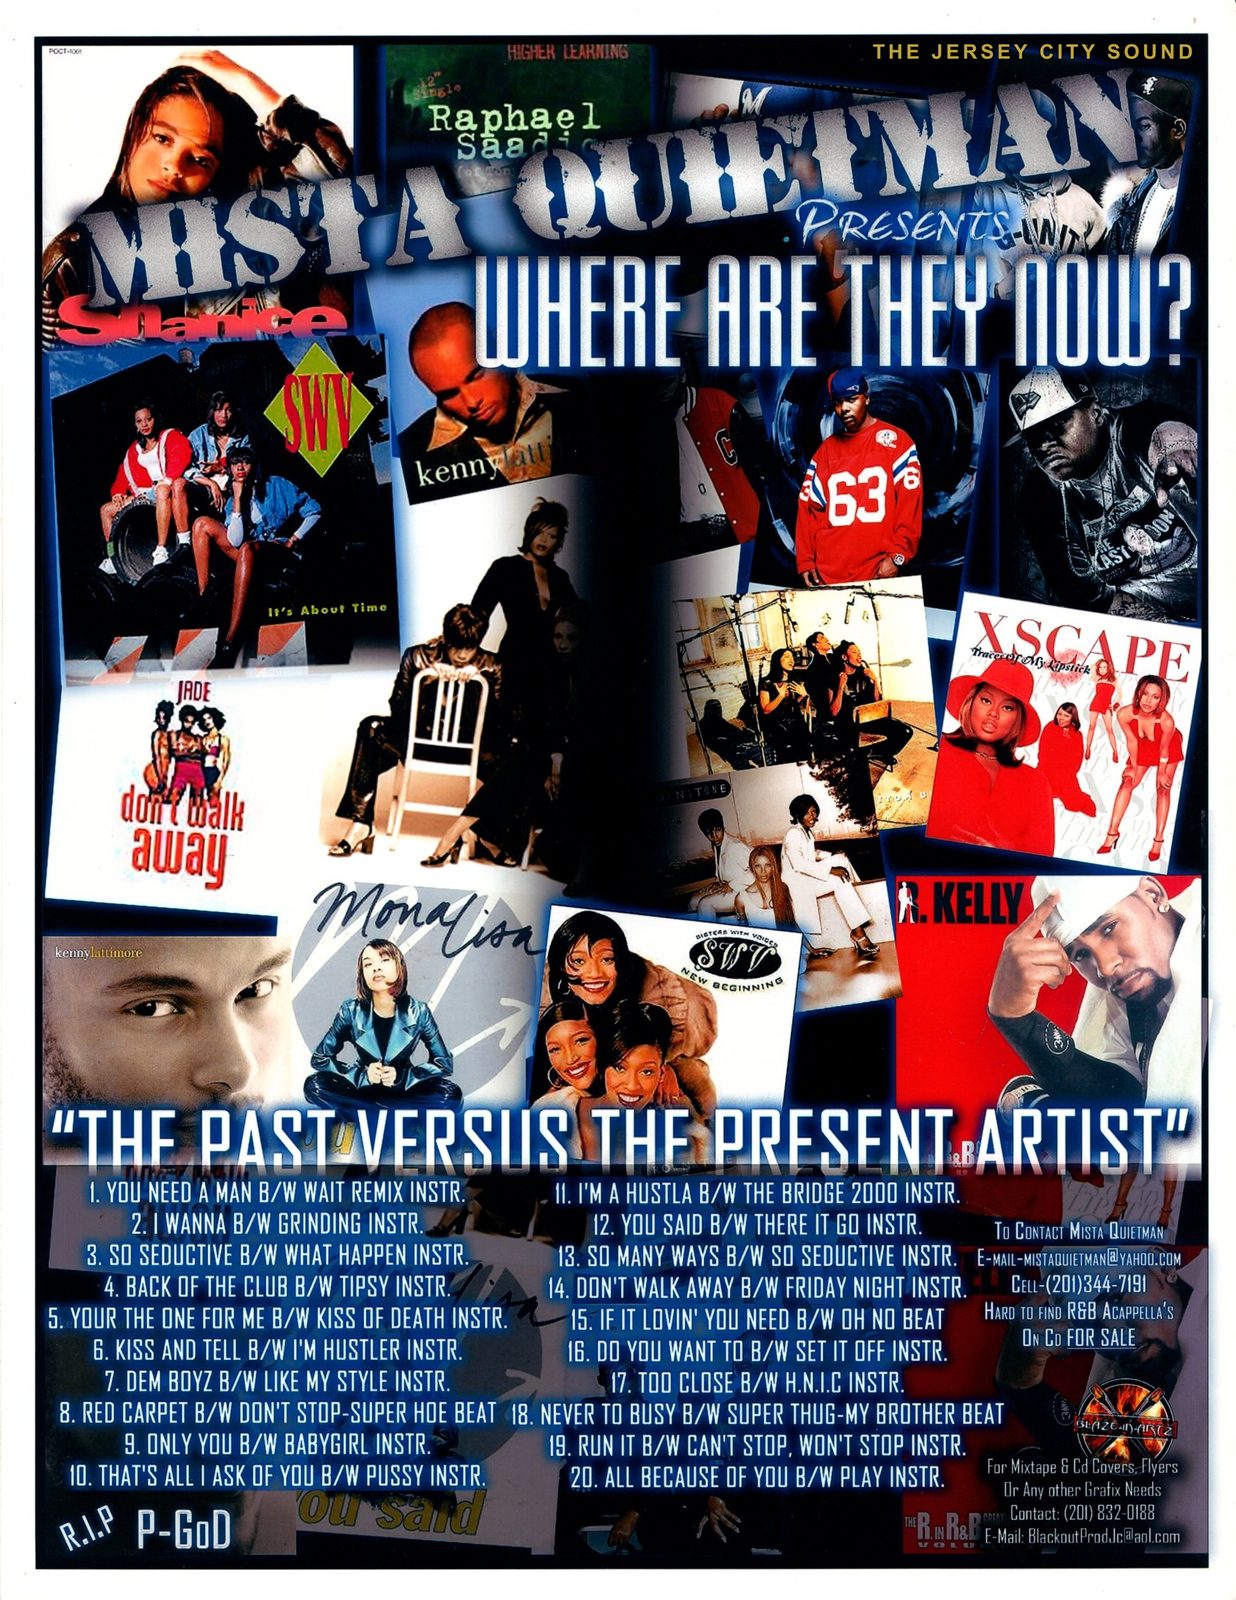 PGCT-1001
THE JERSEY CITY SOUND
HIGHER LEARNING
12"
Single
Raphael
Saadiq
MISTA QUIETMAN
PRESENTS
G-UNIT
WHERE ARE THEY NOW?
Shanice
SWV
kennylatti
63
It's About Time
XSCAPE
Traces Of My Lipstick
JADE
don't walk
away
R. KELLY
Mona Lisa
SISTERS WITH VOICES
SWV
NEW BEGINNING
kennylattimore
"THE PAST VERSUS THE PRESENT ARTIST"
1. YOU NEED A MAN B/W WAIT REMIX INSTR.
2. I WANNA B/W GRINDING INSTR.
3. SO SEDUCTIVE B/W WHAT HAPPEN INSTR.
4. BACK OF THE CLUB B/W TIPSY INSTR.
5. YOUR THE ONE FOR ME B/W KISS OF DEATH INSTR.
6. KISS AND TELL B/W I'M HUSTLER INSTR.
7. DEM BOYZ B/W LIKE MY STYLE INSTR.
8. RED CARPET B/W DON'T STOP-SUPER HOE BEAT
9. ONLY YOU B/W BABYGIRL INSTR.
10. THAT'S ALL I ASK OF YOU B/W PUSSY INSTR.
11. I'M A HUSTLA B/W THE BRIDGE 2000 INSTR.
12. YOU SAID B/W THERE IT GO INSTR.
13. SO MANY WAYS B/W SO SEDUCTIVE INSTR.
14. DON'T WALK AWAY B/W FRIDAY NIGHT INSTR.
15. IF IT LOVIN' YOU NEED B/W OH NO BEAT
16. DO YOU WANT TO B/W SET IT OFF INSTR.
17. TOO CLOSE B/W H.N.I.C INSTR.
18. NEVER TO BUSY B/W SUPER THUG-MY BROTHER BEAT
19. RUN IT B/W CAN'T STOP, WON'T STOP INSTR.
20. ALL BECAUSE OF YOU B/W PLAY INSTR.
TO CONTACT MISTA QUIETMAN
E-MAIL-MISTAQUIETMAN@YAHOO.COM
CELL-(201)344-7191
HARD TO FIND R&B ACAPPELLA'S
ON CD FOR SALE
BLAZE-N-ARTZ
For Mixtape & Cd Covers, Flyers
Or Any other Grafix Needs
Contact: (201) 832-0188
E-Mail: BlackoutProdJc@aol.com
R.I.P P-GOD
ou said
THE R. IN R&B